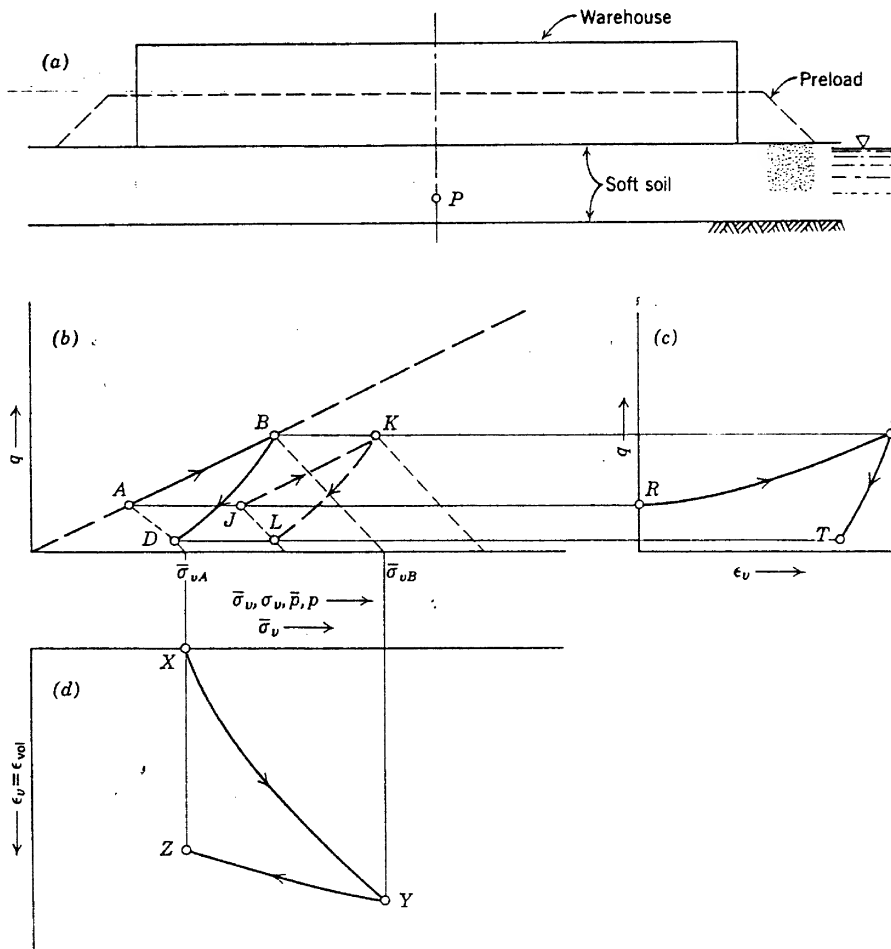 Warehouse
(a)
Preload
Soft soil
P
(b)
(c)
B
K
q
q
A
J
R
D
L
T
σ̄vA
σ̄vB
εv
σ̄v, σv, p̄, p
σ̄v
X
(d)
εv = εvol
Z
Y